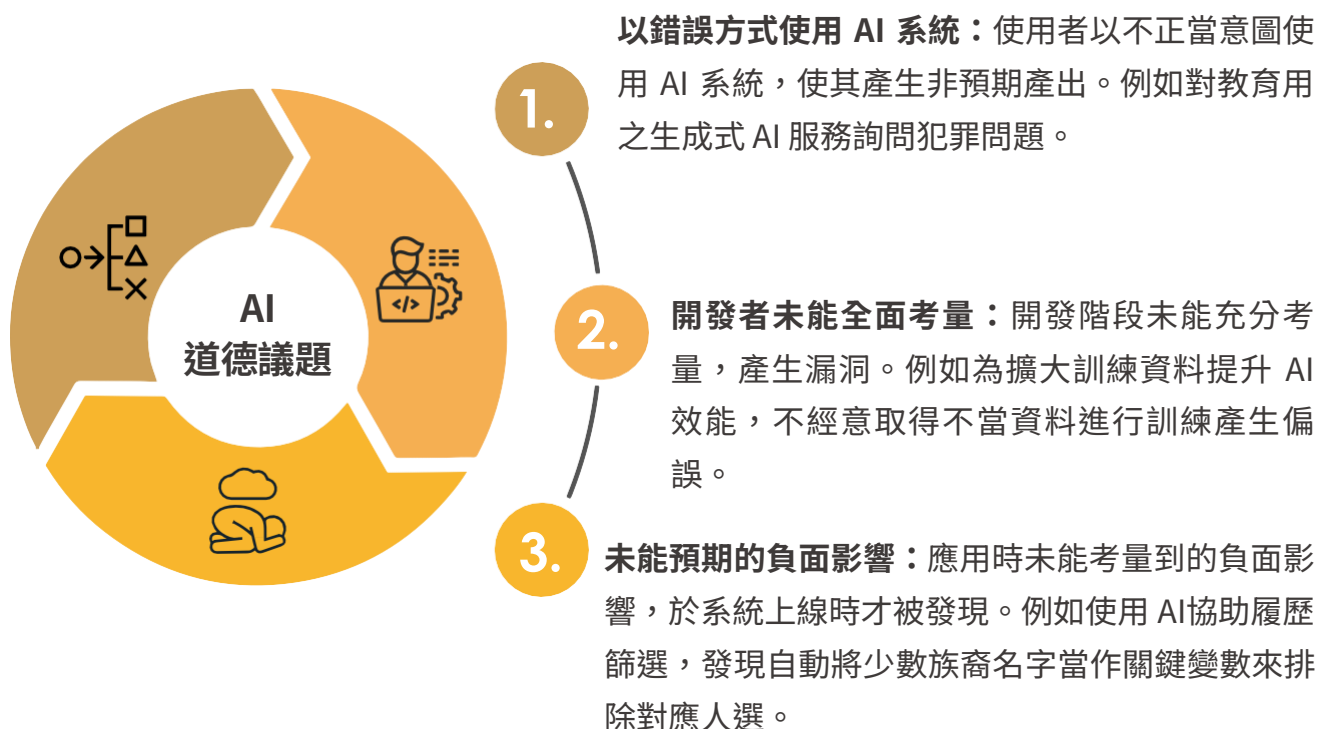 AI
道德議題
1.
以錯誤方式使用 AI 系統：使用者以不正當意圖使
用 AI 系統，使其產生非預期產出。例如對教育用
之生成式 AI 服務詢問犯罪問題。
2.
開發者未能全面考量：開發階段未能充分考
量，產生漏洞。例如為擴大訓練資料提升 AI
效能，不經意取得不當資料進行訓練產生偏
誤。
3.
未能預期的負面影響：應用時未能考量到的負面影
響，於系統上線時才被發現。例如使用 AI協助履歷
篩選，發現自動將少數族裔名字當作關鍵變數來排
除對應人選。